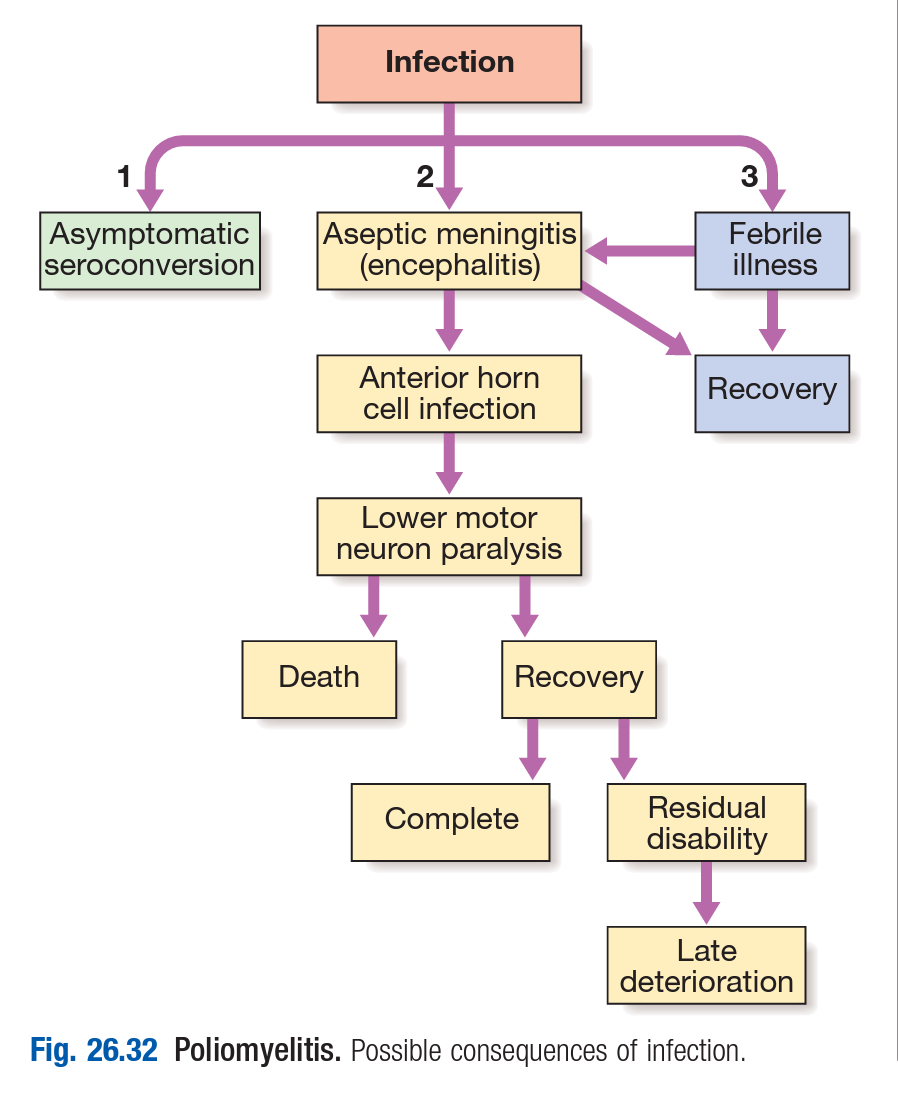 Infection
1
2
3
Asymptomatic
seroconversion
Aseptic meningitis
(encephalitis)
Febrile
illness
Anterior horn
cell infection
Recovery
Lower motor
neuron paralysis
Death
Recovery
Complete
Residual
disability
Late
deterioration
Fig. 26.32 Poliomyelitis. Possible consequences of infection.